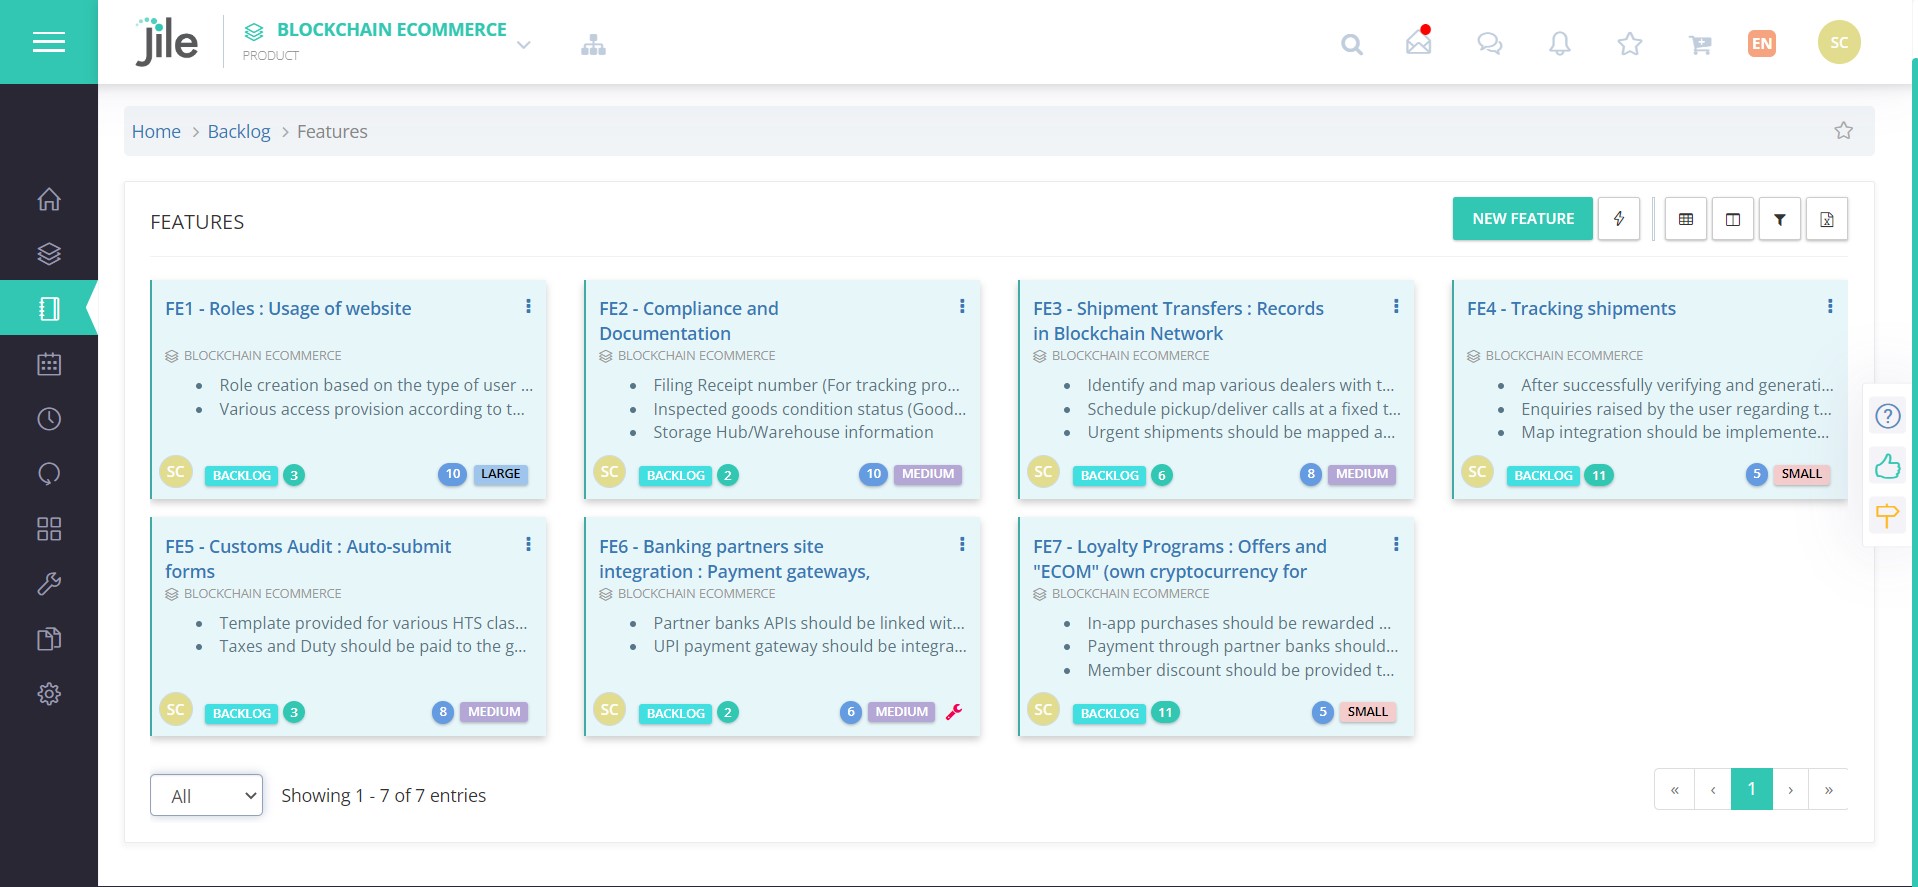 Jile
BLOCKCHAIN ECOMMERCE
PRODUCT
EN
SC
Home > Backlog > Features
FEATURES
NEW FEATURE
FE1 - Roles : Usage of website
BLOCKCHAIN ECOMMERCE
• Role creation based on the type of user ...
• Various access provision according to t...
SC BACKLOG 3 10 LARGE
FE2 - Compliance and
Documentation
BLOCKCHAIN ECOMMERCE
• Filing Receipt number (For tracking pro...
• Inspected goods condition status (Good...
• Storage Hub/Warehouse information
SC BACKLOG 2 10 MEDIUM
FE3 - Shipment Transfers : Records
in Blockchain Network
BLOCKCHAIN ECOMMERCE
• Identify and map various dealers with t...
• Schedule pickup/deliver calls at a fixed t...
• Urgent shipments should be mapped a...
SC BACKLOG 6 8 MEDIUM
FE4 - Tracking shipments
BLOCKCHAIN ECOMMERCE
• After successfully verifying and generati...
• Enquiries raised by the user regarding t...
• Map integration should be implemente...
SC BACKLOG 11 5 SMALL
FE5 - Customs Audit : Auto-submit
forms
BLOCKCHAIN ECOMMERCE
• Template provided for various HTS clas...
• Taxes and Duty should be paid to the g...
SC BACKLOG 3 8 MEDIUM
FE6 - Banking partners site
integration : Payment gateways,
BLOCKCHAIN ECOMMERCE
• Partner banks APIs should be linked wit...
• UPI payment gateway should be integra...
SC BACKLOG 2 6 MEDIUM
FE7 - Loyalty Programs : Offers and
"ECOM" (own cryptocurrency for
BLOCKCHAIN ECOMMERCE
• In-app purchases should be rewarded ...
• Payment through partner banks should...
• Member discount should be provided t...
SC BACKLOG 11 5 SMALL
All Showing 1 - 7 of 7 entries
« ‹ 1 › »